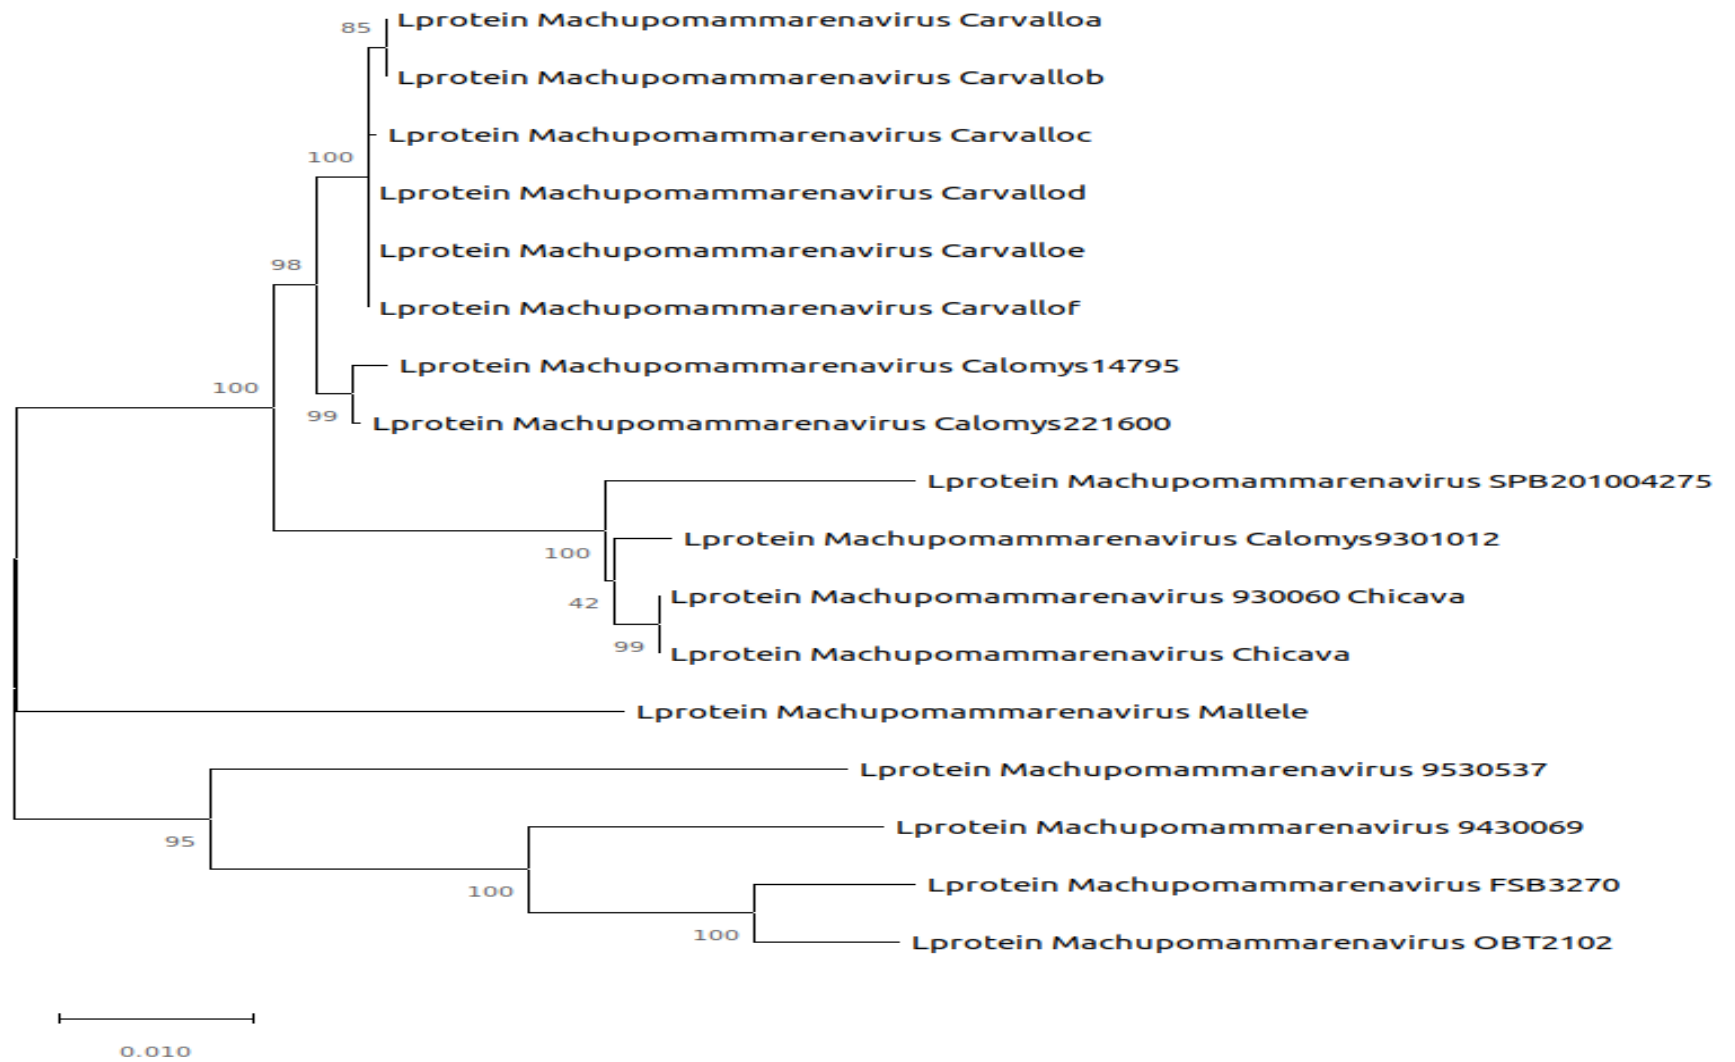 Lprotein Machupomammarenavirus Carvalloa
85
Lprotein Machupomammarenavirus Carvallob
Lprotein Machupomammarenavirus Carvalloc
100
Lprotein Machupomammarenavirus Carvallod
Lprotein Machupomammarenavirus Carvalloe
98
Lprotein Machupomammarenavirus Carvallof
Lprotein Machupomammarenavirus Calomys14795
100
99
Lprotein Machupomammarenavirus Calomys221600
Lprotein Machupomammarenavirus SPB201004275
Lprotein Machupomammarenavirus Calomys9301012
100
Lprotein Machupomammarenavirus 930060 Chicava
42
99
Lprotein Machupomammarenavirus Chicava
Lprotein Machupomammarenavirus Mallele
Lprotein Machupomammarenavirus 9530537
Lprotein Machupomammarenavirus 9430069
95
Lprotein Machupomammarenavirus FSB3270
100
100
Lprotein Machupomammarenavirus OBT2102
0.010